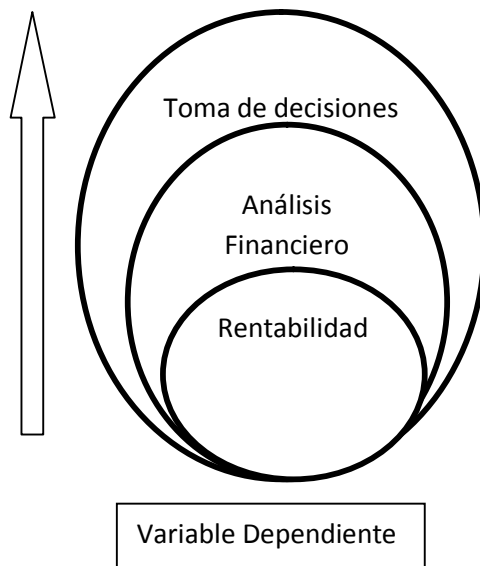 Toma de decisiones
Análisis
Financiero
Rentabilidad
Variable Dependiente